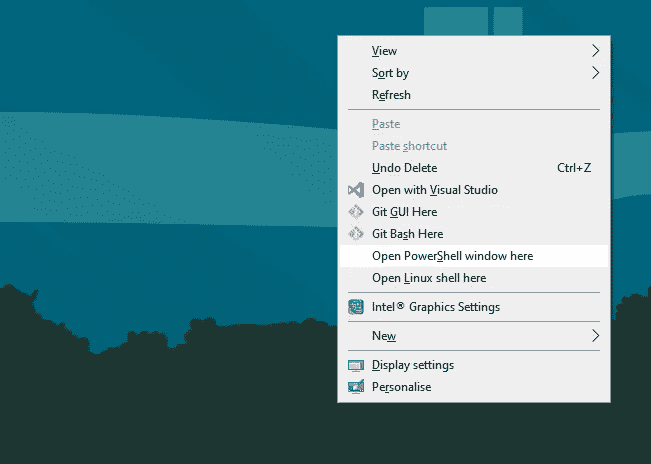 View
Sort by
Refresh
Paste
Paste shortcut
Undo Delete Ctrl+Z
Open with Visual Studio
Git GUI Here
Git Bash Here
Open PowerShell window here
Open Linux shell here
Intel® Graphics Settings
New
Display settings
Personalise